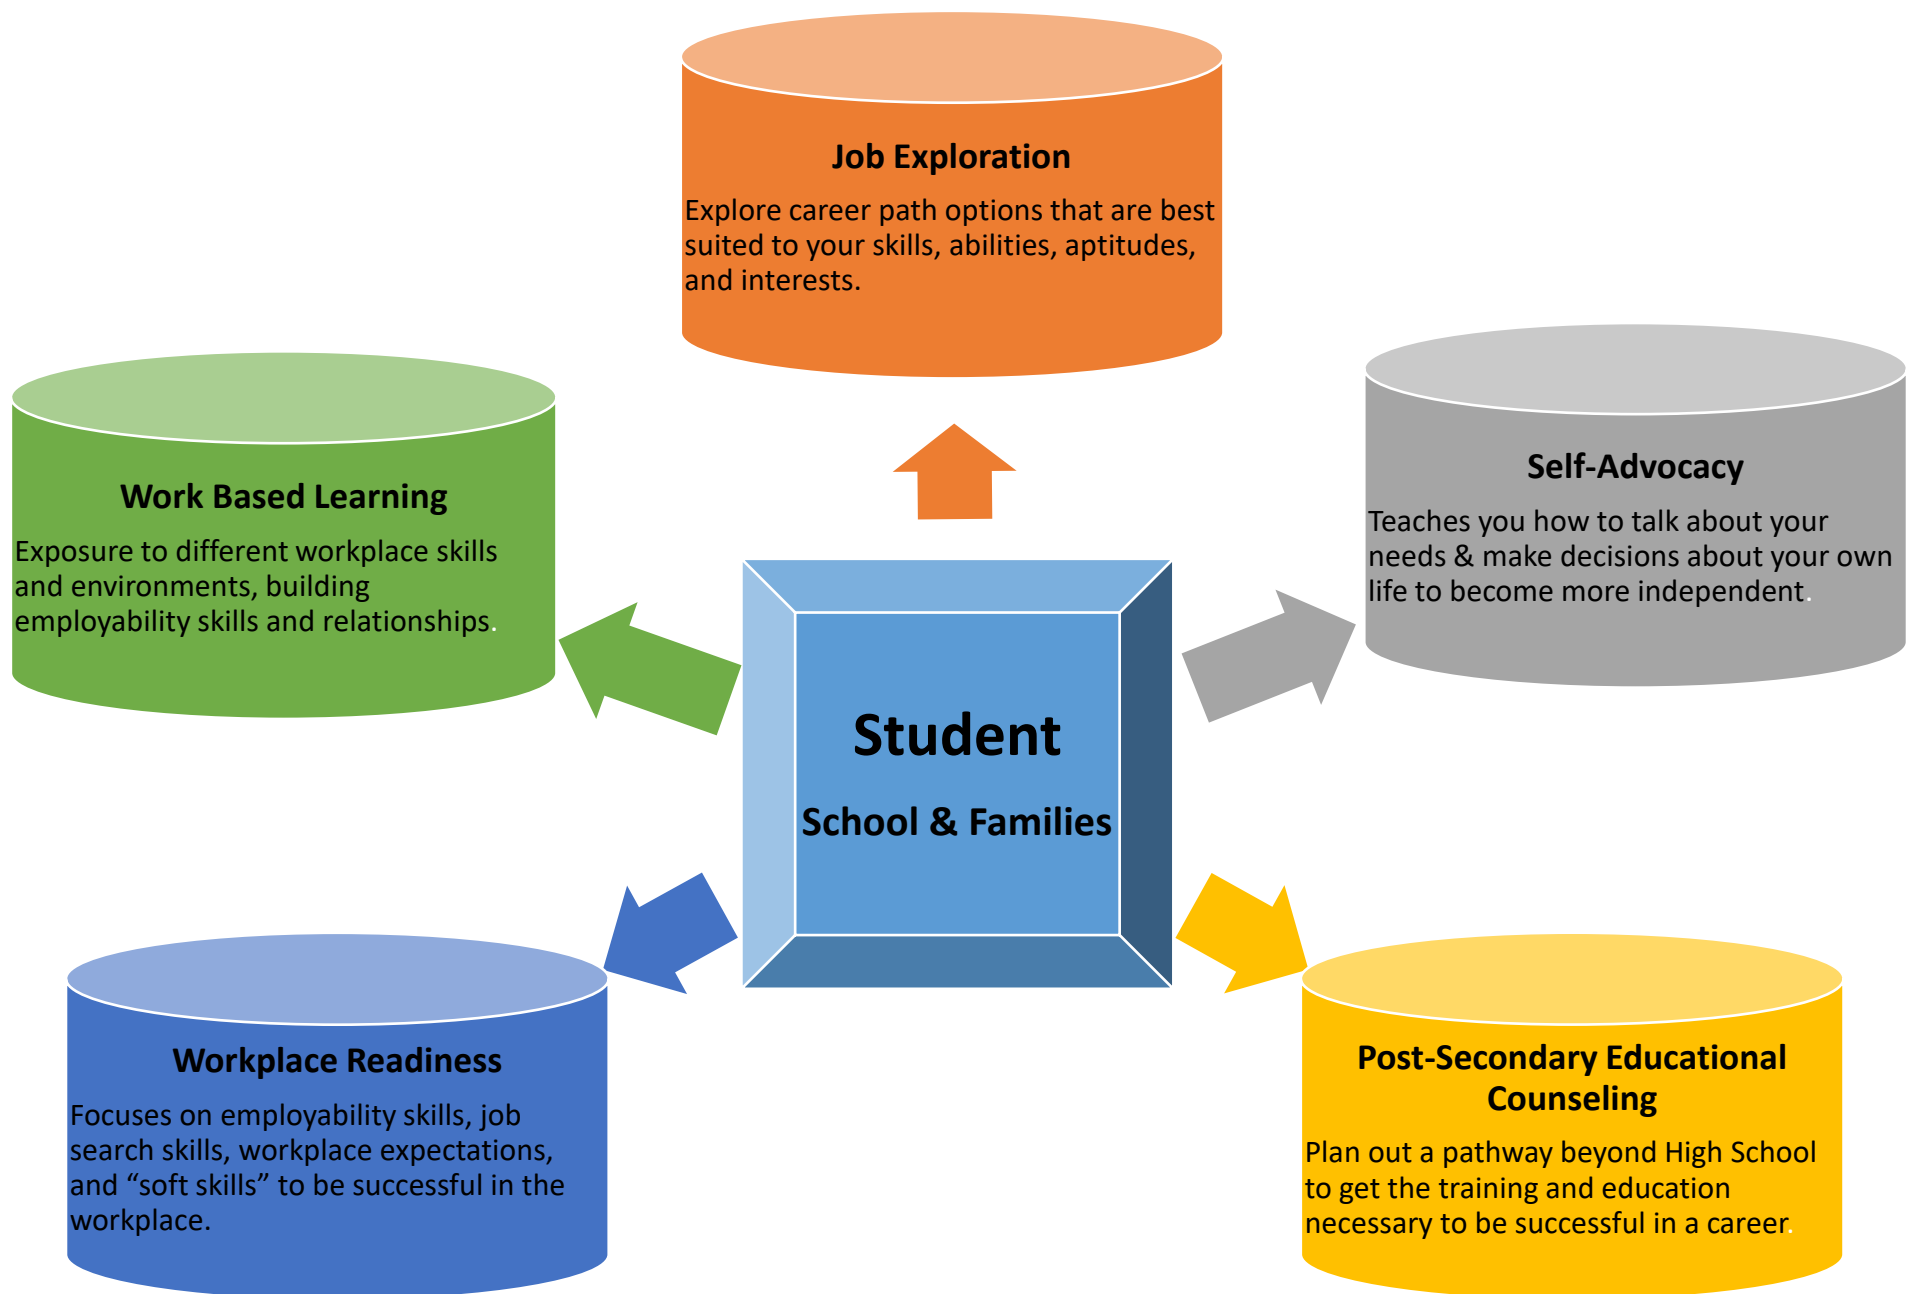 Job Exploration
Explore career path options that are best
suited to your skills, abilities, aptitudes,
and interests.
Work Based Learning
Exposure to different workplace skills
and environments, building
employability skills and relationships.
Self-Advocacy
Teaches you how to talk about your
needs & make decisions about your own
life to become more independent.
Student
School & Families
Workplace Readiness
Focuses on employability skills, job
search skills, workplace expectations,
and “soft skills” to be successful in the
workplace.
Post-Secondary Educational
Counseling
Plan out a pathway beyond High School
to get the training and education
necessary to be successful in a career.